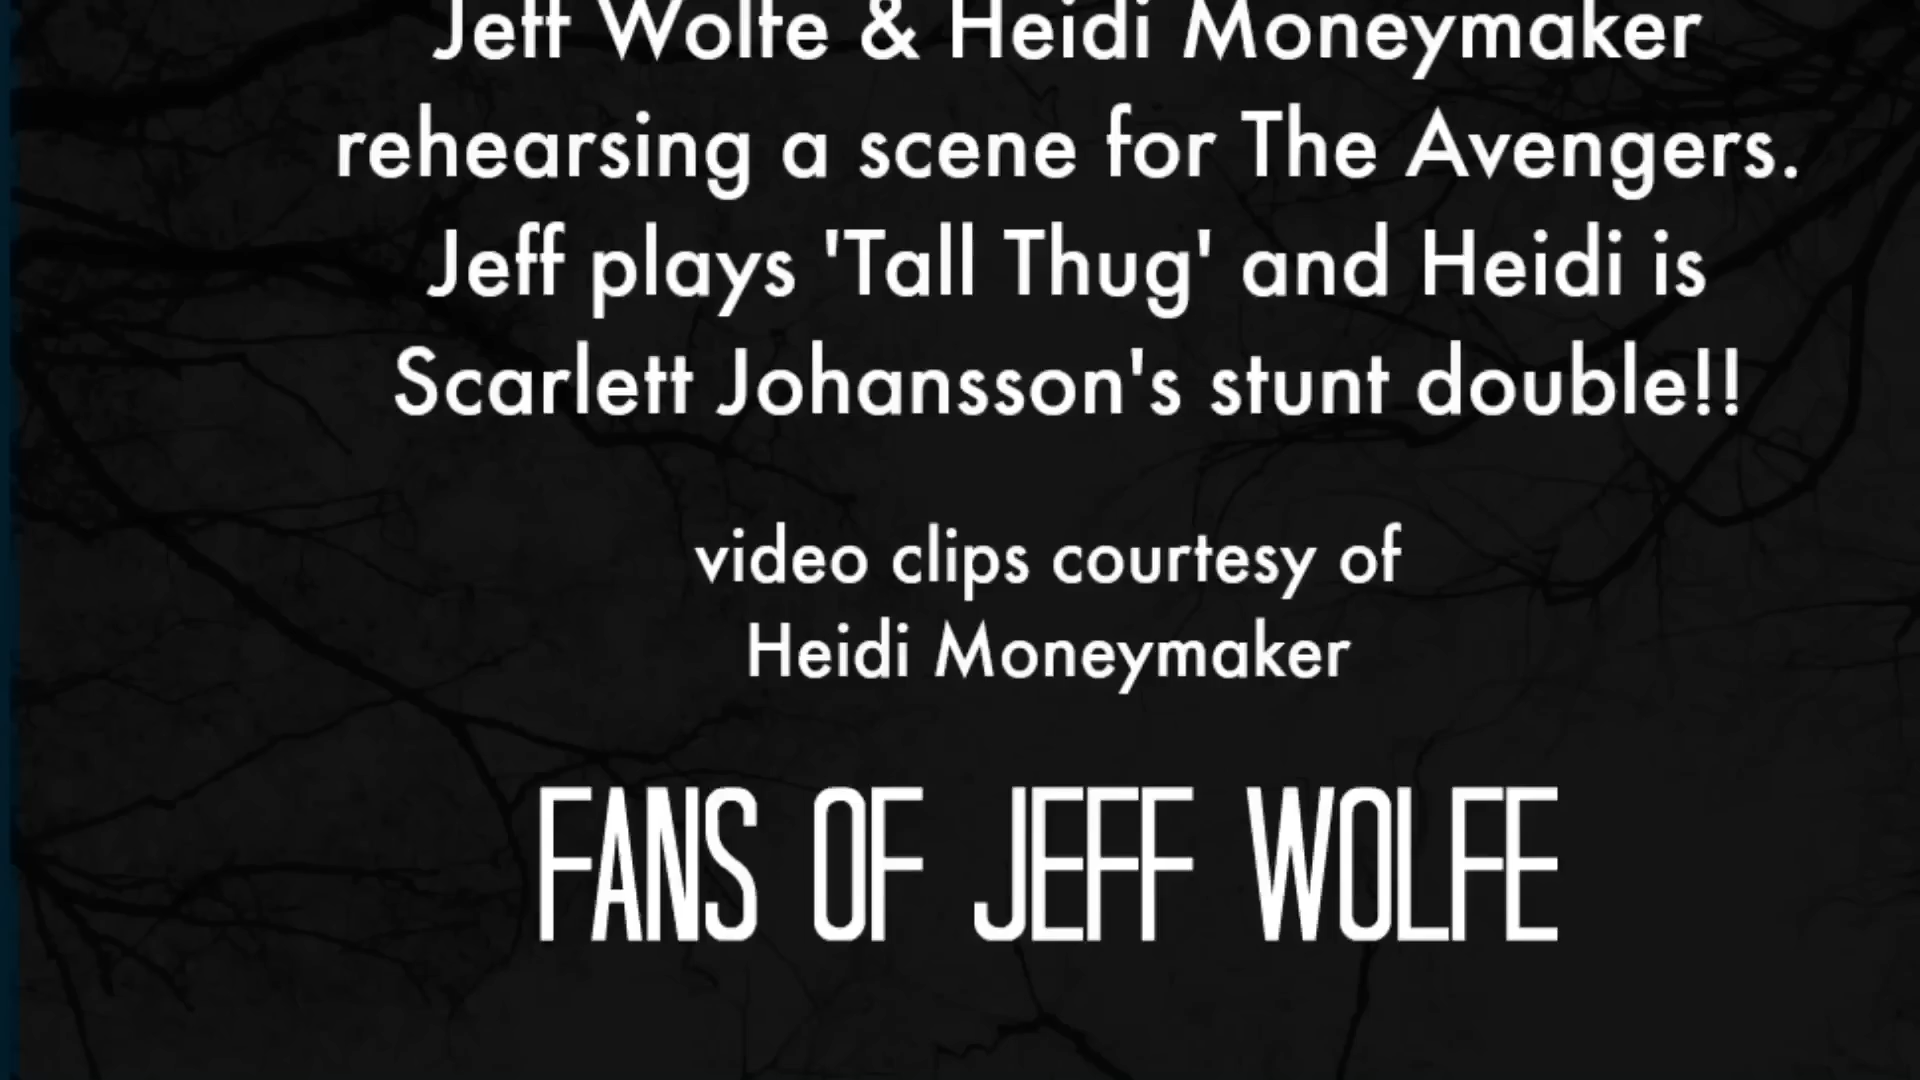 Jeff Wolfe & Heidi Moneymaker
rehearsing a scene for The Avengers.
Jeff plays 'Tall Thug' and Heidi is
Scarlett Johansson's stunt double!!
video clips courtesy of
Heidi Moneymaker
FANS OF JEFF WOLFE